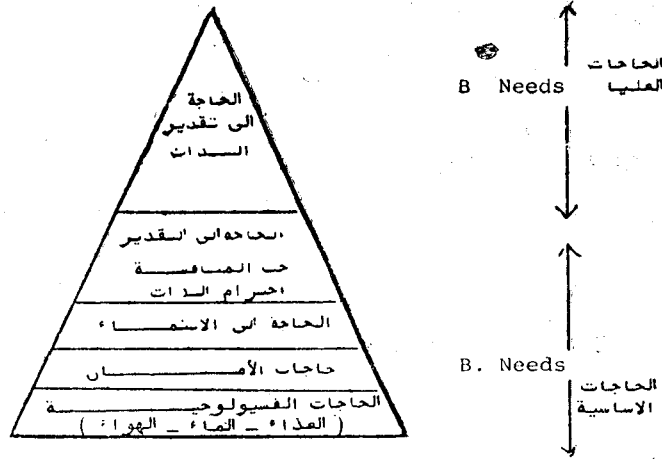 الحاجة
الى تقدير
السذات
الحاجة الى التقدير
حب المنافسة
احترام الذات
الحاجة الى الانتماء
حاجات الأمان
الحاجات الفسيولوجية
( الغذاء - الماء - الهواء )
B Needs
الحاجات
العليا
B. Needs
الحاجات
الاساسية